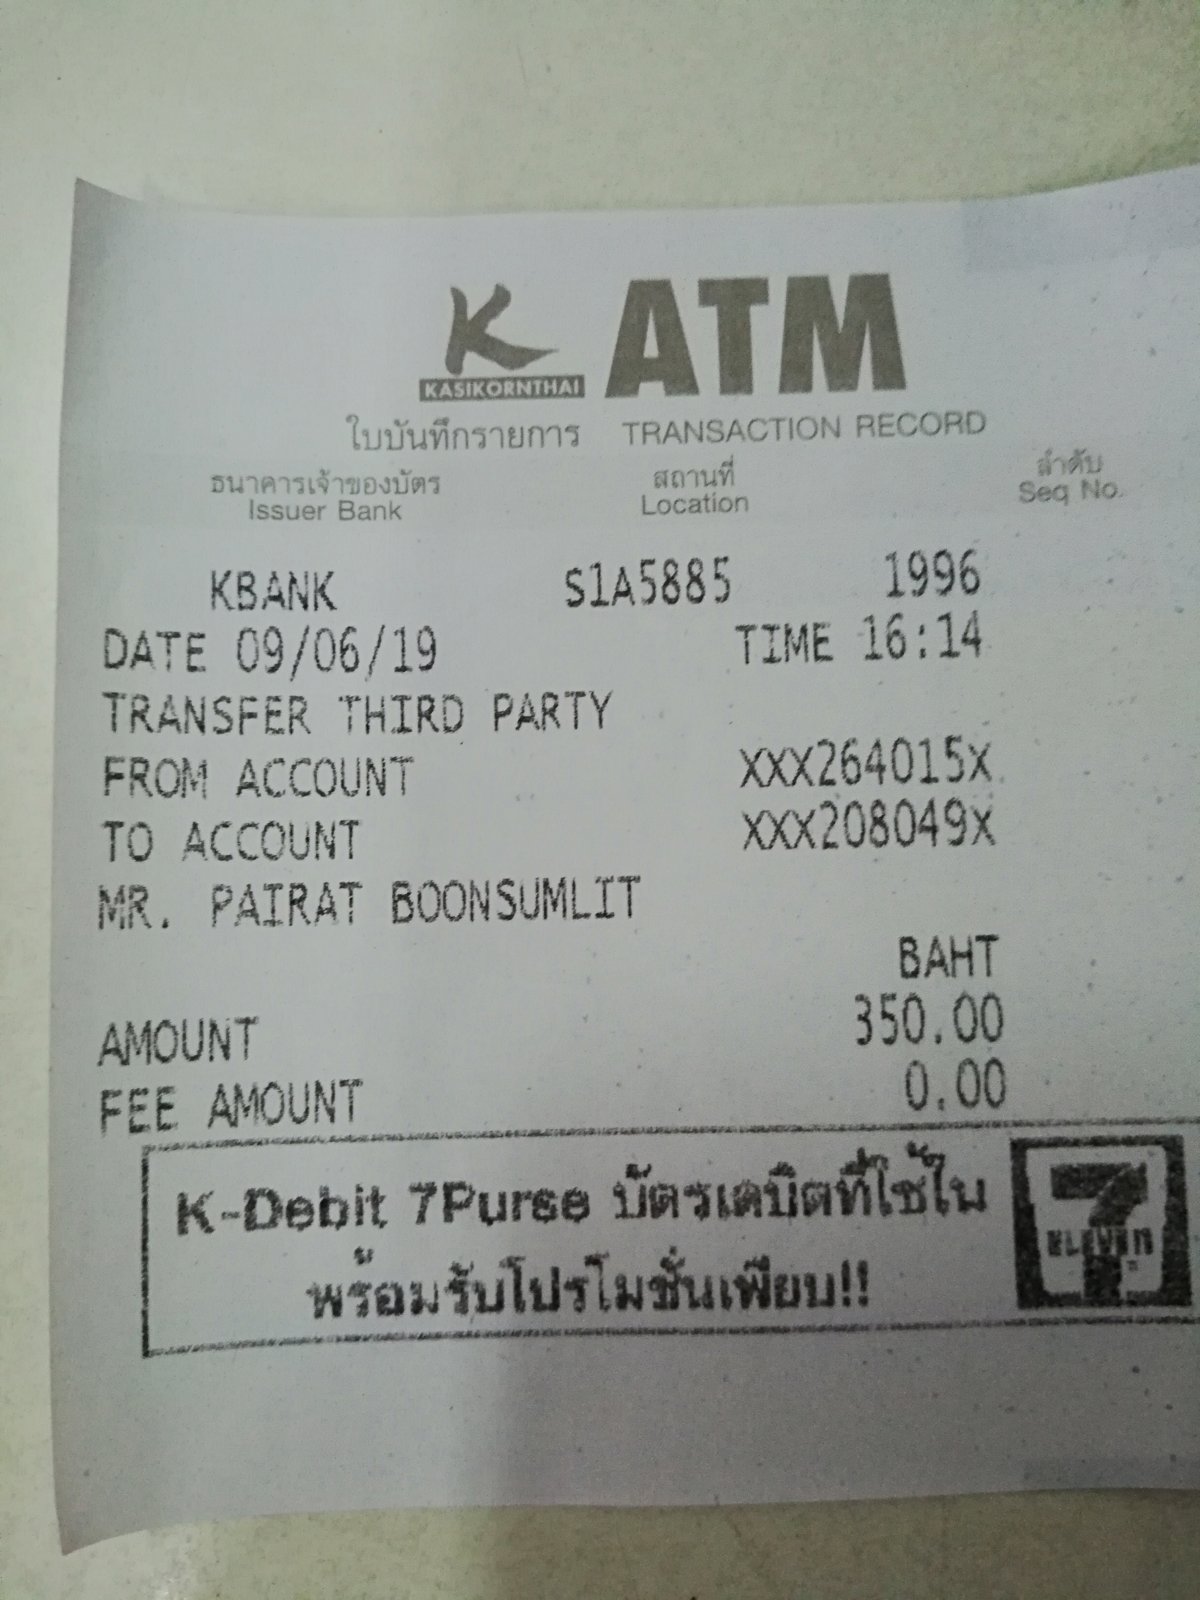 K ATM
KASIKORNTHAI
ใบบันทึกรายการ TRANSACTION RECORD
ธนาคารเจ้าของบัตร สถานที่ ลำดับ
Issuer Bank Location Seq No.
KBANK S1A5885 1996
DATE 09/06/19 TIME 16:14
TRANSFER THIRD PARTY
FROM ACCOUNT XXX264015X
TO ACCOUNT XXX208049X
MR. PAIRAT BOONSUMLIT
BAHT
AMOUNT 350.00
FEE AMOUNT 0.00
K-Debit 7Purse บัตรเดบิตที่ใช้ใน 7 ELEVEN
พร้อมรับโปรโมชั่นเพียบ!!